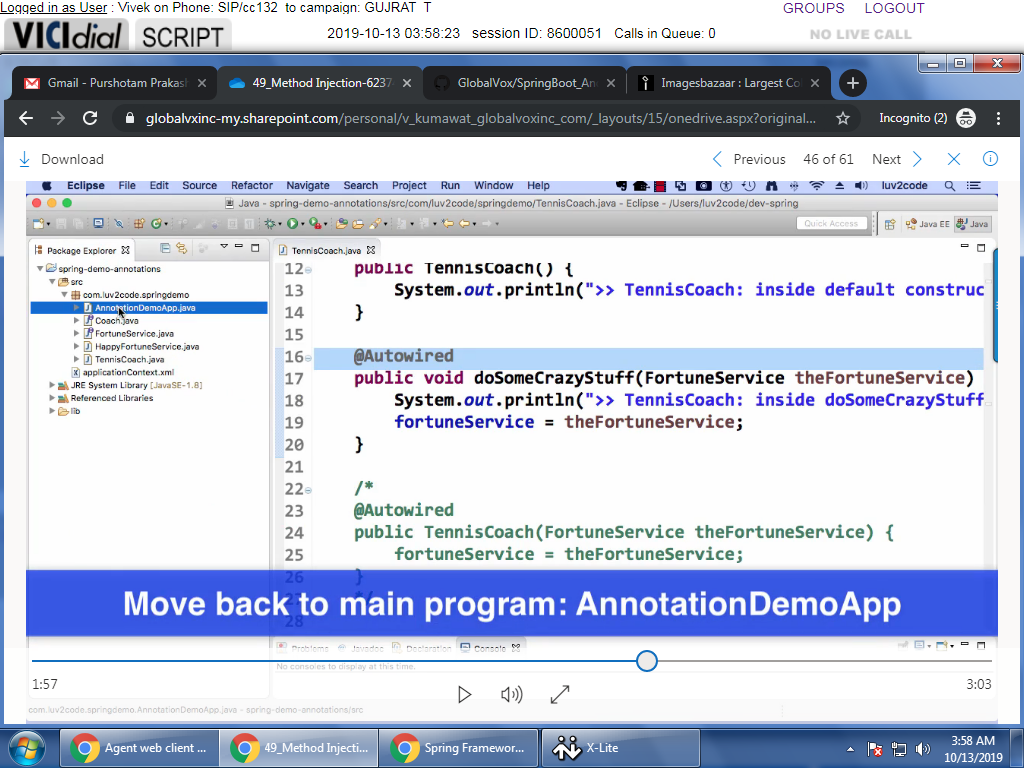 Logged in as User : Vivek on Phone: SIP/cc132 to campaign: GUJRAT_T
GROUPS LOGOUT
VICIdial SCRIPT
2019-10-13 03:58:23 session ID: 8600051 Calls in Queue: 0
NO LIVE CALL
Gmail - Purshotam Prakas
49_Method Injection-6237
GlobalVox/SpringBoot_An
Imagesbazaar : Largest Co
globalvxinc-my.sharepoint.com/personal/v_kumawat_globalvoxinc_com/_layouts/15/onedrive.aspx?original...
Incognito (2)
Download
Previous 46 of 61 Next
Eclipse File Edit Source Refactor Navigate Search Project Run Window Help
luv2code
Java - spring-demo-annotations/src/com/luv2code/springdemo/TennisCoach.java - Eclipse - /Users/luv2code/dev-spring
Quick Access
Java EE
Java
Package Explorer
spring-demo-annotations
src
com.luv2code.springdemo
AnnotationDemoApp.java
Coach.java
FortuneService.java
HappyFortuneService.java
TennisCoach.java
applicationContext.xml
JRE System Library [JavaSE-1.8]
Referenced Libraries
lib
TennisCoach.java
12 public TennisCoach() {
13 System.out.println(">> TennisCoach: inside default construc
14 }
15
16 @Autowired
17 public void doSomeCrazyStuff(FortuneService theFortuneService)
18 System.out.println(">> TennisCoach: inside doSomeCrazyStuff
19 fortuneService = theFortuneService;
20 }
21
22 /*
23 @Autowired
24 public TennisCoach(FortuneService theFortuneService) {
25 fortuneService = theFortuneService;
26 }
28
Move back to main program: AnnotationDemoApp
Problems Javadoc Declaration Console
No consoles to display at this time.
1:57
3:03
com.luv2code.springdemo.AnnotationDemoApp.java - spring-demo-annotations/src
Agent web client ...
49_Method Injecti...
Spring Framewor...
X-Lite
3:58 AM
10/13/2019